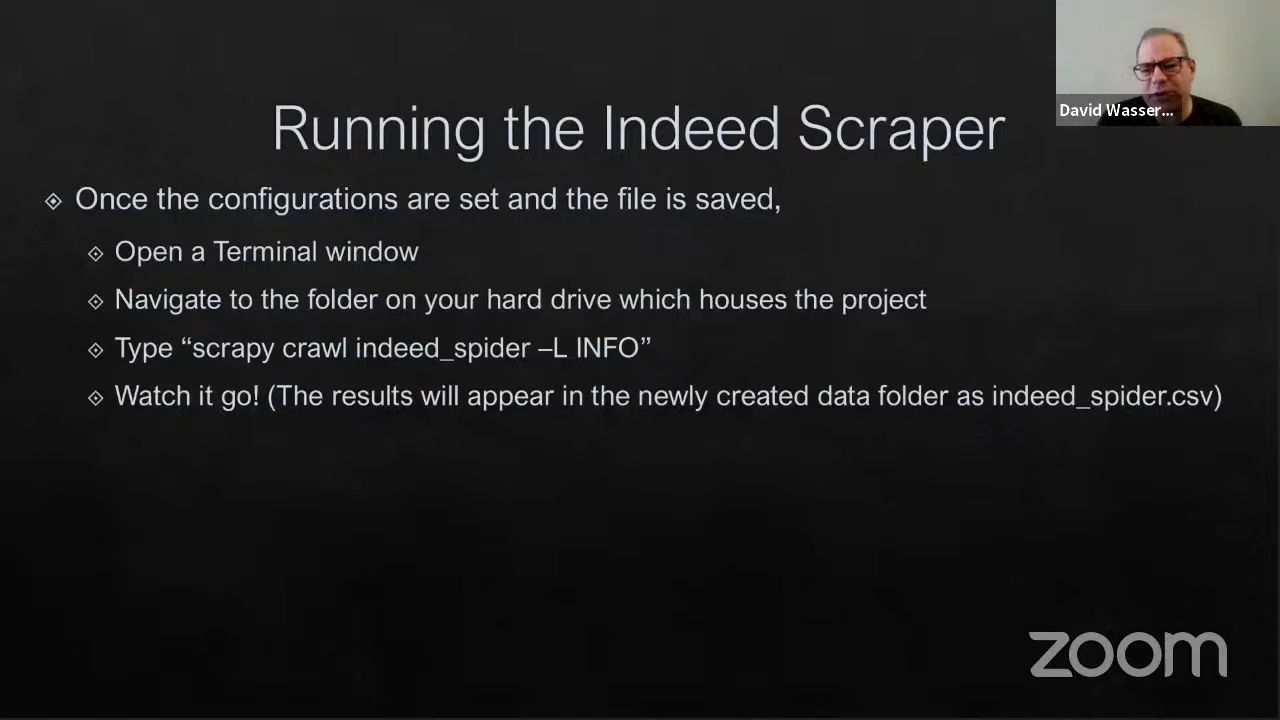 Running the Indeed Scraper
David Wasser...
Once the configurations are set and the file is saved,
Open a Terminal window
Navigate to the folder on your hard drive which houses the project
Type “scrapy crawl indeed_spider –L INFO”
Watch it go! (The results will appear in the newly created data folder as indeed_spider.csv)
zoom